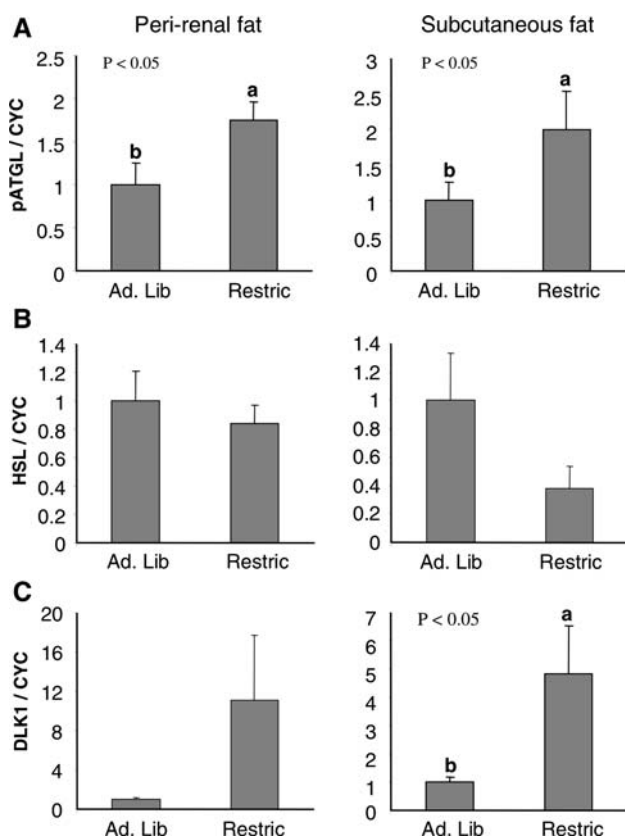 A
Peri-renal fat
Subcutaneous fat
pATGL / CYC
2.5
2
1.5
1
0.5
0
P < 0.05
b
a
Ad. Lib
Restric
3
2.5
2
1.5
1
0.5
0
P < 0.05
b
a
Ad. Lib
Restric
B
HSL / CYC
1.4
1.2
1
0.8
0.6
0.4
0.2
0
Ad. Lib
Restric
1.4
1.2
1
0.8
0.6
0.4
0.2
0
Ad. Lib
Restric
C
DLK1 / CYC
20
16
12
8
4
0
Ad. Lib
Restric
7
6
5
4
3
2
1
0
P < 0.05
b
a
Ad. Lib
Restric